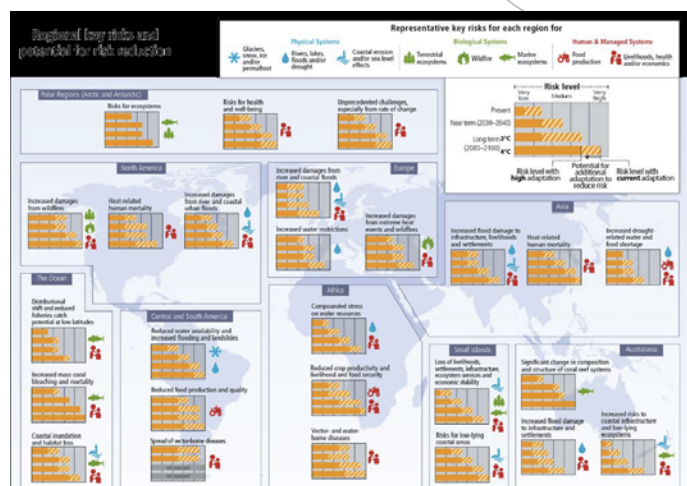 Regional key risks and
potential for risk reduction
Representative key risks for each region for
Physical Systems
Biological Systems
Human & Managed Systems
Glaciers,
snow, ice
and/or
permafrost
Rivers, lakes,
floods and/or
drought
Coastal erosion
and/or sea level
effects
Terrestrial
ecosystems
Wildfire
Marine
ecosystems
Food
production
Livelihoods, health
and/or economics
Risk level
Very
low
Medium
Very
high
Present
Near term (2030–2040)
Long term
(2080–2100)
2°C
4°C
Risk level with
high adaptation
Potential for
additional
adaptation to
reduce risk
Risk level with
current adaptation
Polar Regions (Arctic and Antarctic)
Risks for ecosystems
Risks for health
and well-being
Unprecedented challenges,
especially from rate of change
North America
Increased damages
from wildfires
Heat-related
human mortality
Increased damages
from river and coastal
urban floods
Europe
Increased damages from
river and coastal floods
Increased water restrictions
Increased damages
from extreme heat
events and wildfires
Asia
Increased flood damage to
infrastructure, livelihoods
and settlements
Heat-related
human mortality
Increased drought-
related water and
food shortage
The Ocean
Distributional
shift and reduced
fisheries catch
potential at low latitudes
Increased mass coral
bleaching and mortality
Coastal inundation
and habitat loss
Central and South America
Reduced water availability and
increased flooding and landslides
Reduced food production and quality
Spread of vector-borne diseases
Africa
Compounded stress
on water resources
Reduced crop productivity and
livelihood and food security
Vector- and water-
borne diseases
Small islands
Loss of livelihoods,
settlements, infrastructure,
ecosystem services and
economic stability
Risks for low-lying
coastal areas
Australasia
Significant change in composition
and structure of coral reef systems
Increased flood damage
to infrastructure and
settlements
Increased risks to
coastal infrastructure
and low-lying
ecosystems